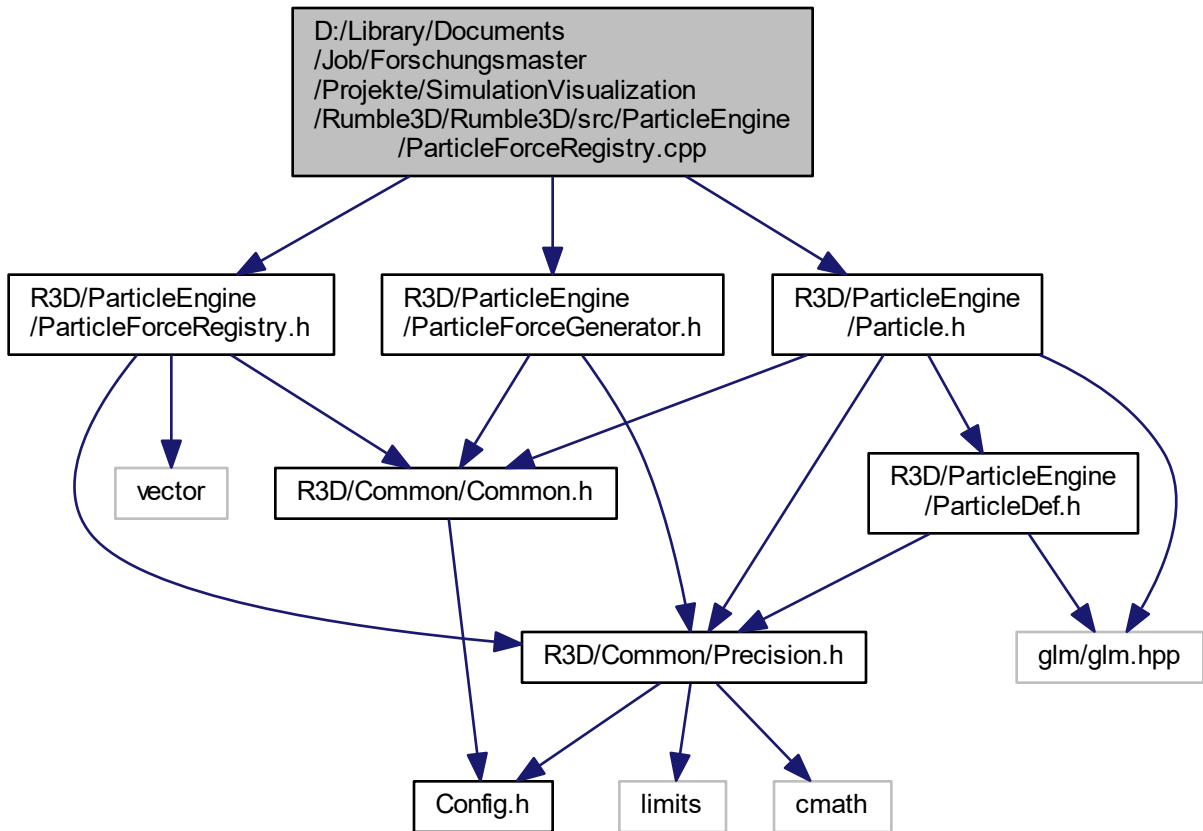 D:/Library/Documents
/Job/Forschungsmaster
/Projekte/SimulationVisualization
/Rumble3D/Rumble3D/src/ParticleEngine
/ParticleForceRegistry.cpp
R3D/ParticleEngine
/ParticleForceRegistry.h
R3D/ParticleEngine
/ParticleForceGenerator.h
R3D/ParticleEngine
/Particle.h
vector
R3D/Common/Common.h
R3D/ParticleEngine
/ParticleDef.h
R3D/Common/Precision.h
glm/glm.hpp
Config.h
limits
cmath